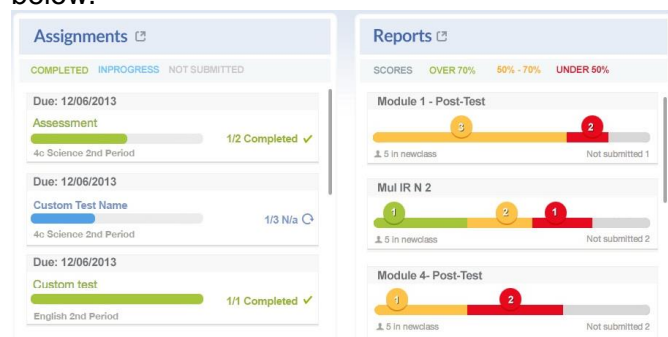 below.
Assignments
COMPLETED INPROGRESS NOT SUBMITTED
Due: 12/06/2013
Assessment
1/2 Completed
4c Science 2nd Period
Due: 12/06/2013
Custom Test Name
1/3 N/a
4c Science 2nd Period
Due: 12/06/2013
Custom test
1/1 Completed
English 2nd Period
Reports
SCORES OVER 70% 50% - 70% UNDER 50%
Module 1 - Post-Test
3 2
5 in newclass Not submitted 1
Mul IR N 2
1 2 1
5 in newclass Not submitted 2
Module 4- Post-Test
1 2
5 in newclass Not submitted 2